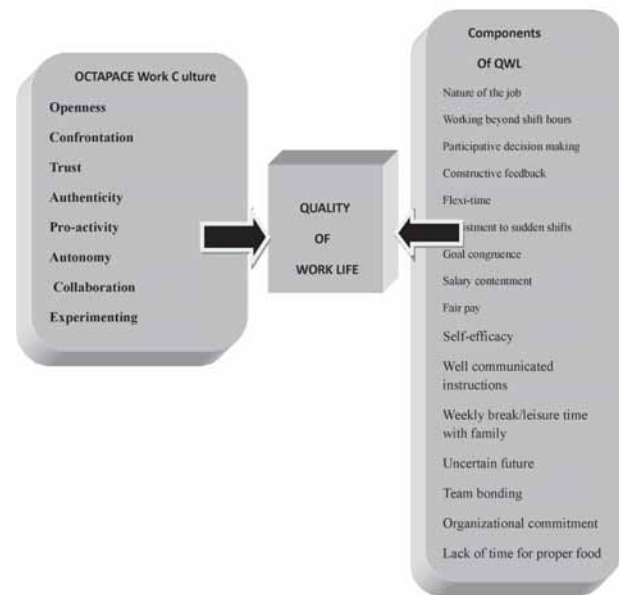 OCTAPACE Work C ulture
Openness
Confrontation
Trust
Authenticity
Pro-activity
Autonomy
Collaboration
Experimenting
QUALITY
OF
WORK LIFE
Components
Of QWL
Nature of the job
Working beyond shift hours
Participative decision making
Constructive feedback
Flexi-time
to sudden shifts
Goal congruence
Salary contentment
Fair pay
Self-efficacy
Well communicated
instructions
Weekly break/leisure time
with family
Uncertain future
Team bonding
Organizational commitment
Lack of time for proper food